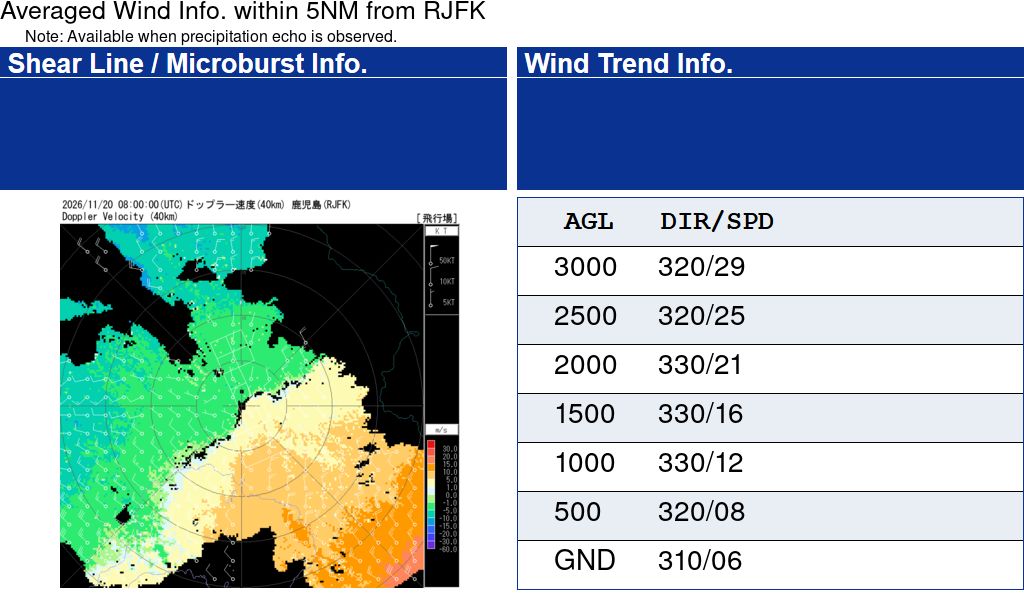 Averaged Wind Info. within 5NM from RJFK
Note: Available when precipitation echo is observed.
Shear Line / Microburst Info.
Wind Trend Info.
2026/11/20 08:00:00(UTC) ドップラー速度(40km) 鹿児島(RJFK)
Doppler Velocity (40km)
[飛行場]
KT
50KT
10KT
5KT
m/s
30.0
20.0
15.0
10.0
5.0
1.0
0.0
-1.0
-5.0
-10.0
-15.0
-20.0
-30.0
-60.0
AGL DIR/SPD
3000 320/29
2500 320/25
2000 330/21
1500 330/16
1000 330/12
500 320/08
GND 310/06